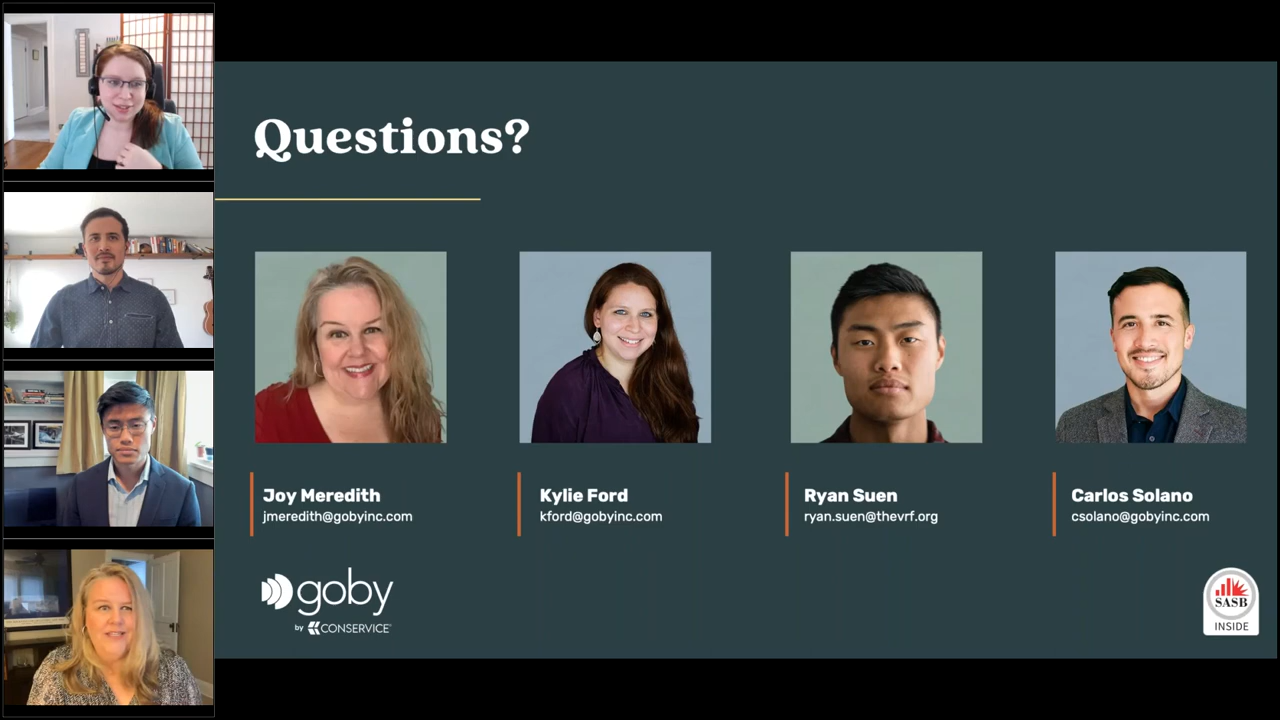 Questions?
Joy Meredith
jmeredith@gobyinc.com
Kylie Ford
kford@gobyinc.com
Ryan Suen
ryan.suen@thevrf.org
Carlos Solano
csolano@gobyinc.com
goby
by CONSERVICE
SASB
INSIDE